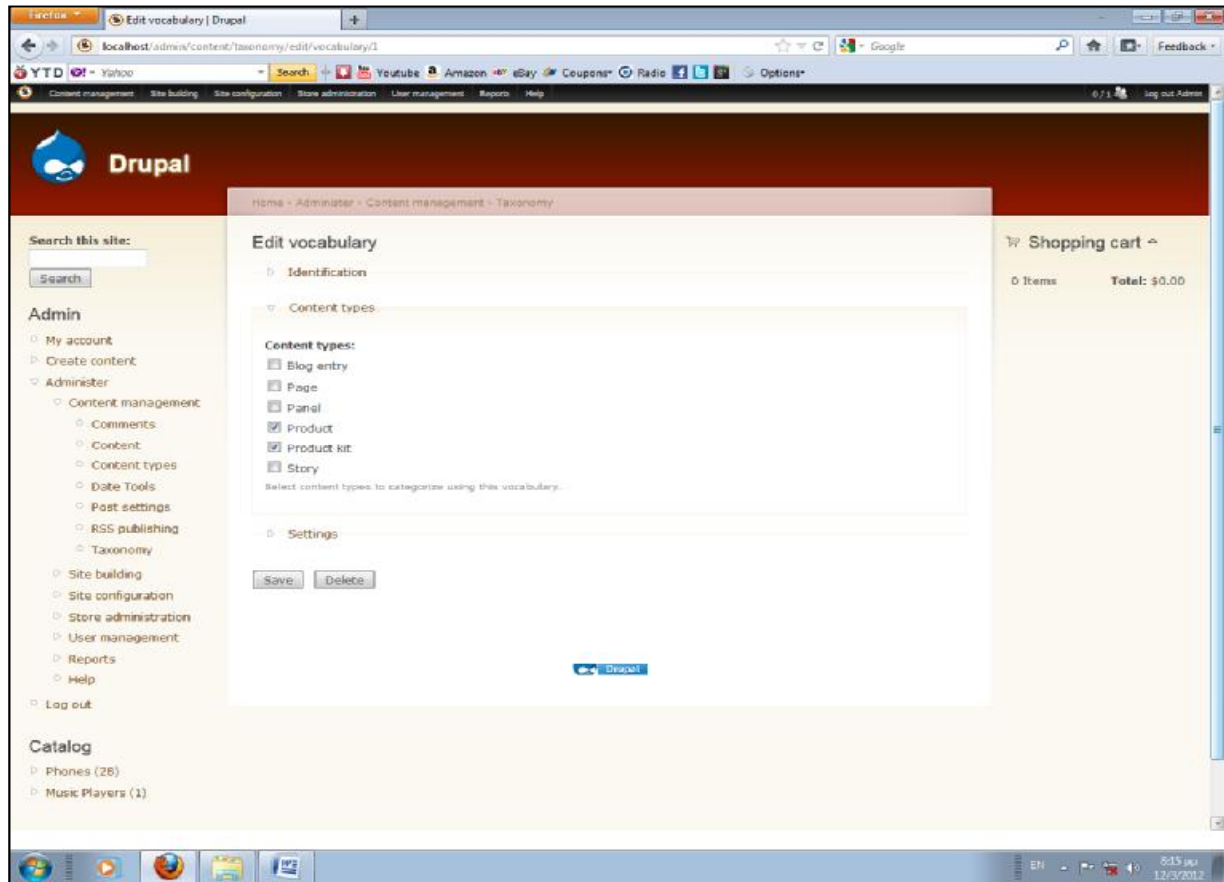 Firefox
Edit vocabulary | Drupal
localhost/admin/content/taxonomy/edit/vocabulary/1
Google
Feedback
YTD
Yahoo
Search
Youtube
Amazon
eBay
Coupons
Radio
Options
Content management Site building Site configuration Store administration User management Reports Help
0 / 1
Log out Admin
Drupal
Home » Administer » Content management » Taxonomy
Search this site:
Search
Admin
My account
Create content
Administer
Content management
Comments
Content
Content types
Date Tools
Post settings
RSS publishing
Taxonomy
Site building
Site configuration
Store administration
User management
Reports
Help
Log out
Catalog
Phones (28)
Music Players (1)
Edit vocabulary
Identification
Content types
Content types:
Blog entry
Page
Panel
Product
Product kit
Story
Select content types to categorize using this vocabulary.
Settings
Save
Delete
Drupal
Shopping cart
0 Items
Total: $0.00
EN
8:15 μμ
12/3/2012